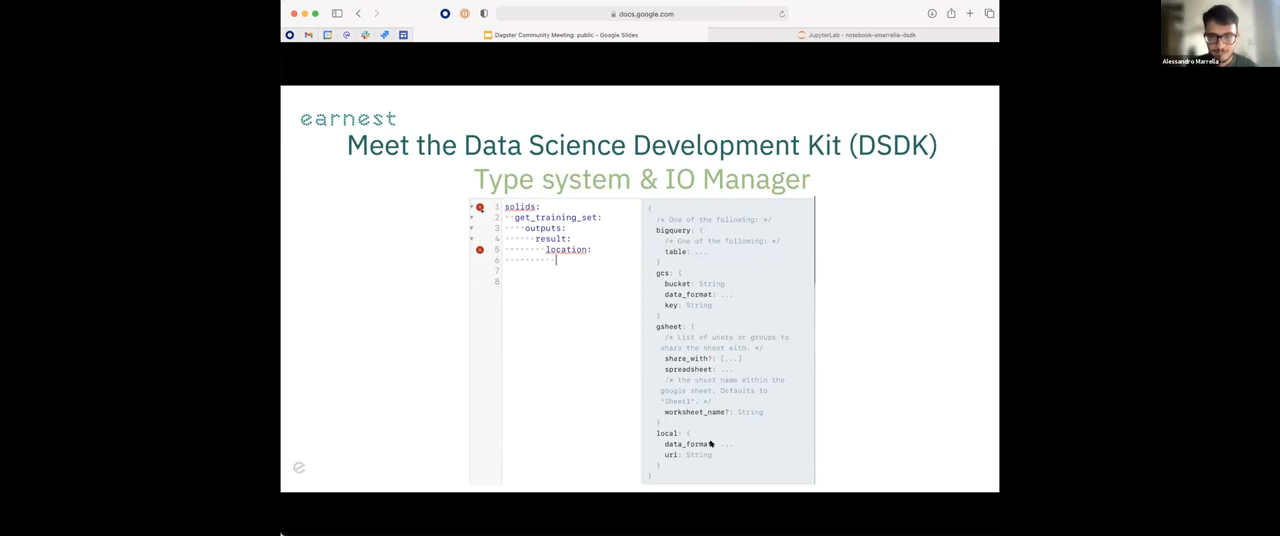 docs.google.com
Dagster Community Meeting: public - Google Slides
JupyterLab - notebook-amarrella-dsdk
Alessandro Marrella
earnest
Meet the Data Science Development Kit (DSDK)
Type system & IO Manager
1 solids:
2 get_training_set:
3 outputs:
4 result:
5 location:
6
7
8
{
/* One of the following: */
bigquery: {
/* One of the following: */
table: ...
}
gcs: {
bucket: String
data_format: ...
key: String
}
gsheet: {
/* List of users or groups to
share the sheet with. */
share_with?: [...]
spreadsheet: ...
/* the sheet name within the
google sheet. Defaults to
"Sheet1". */
worksheet_name?: String
}
local: {
data_format: ...
uri: String
}
}
e